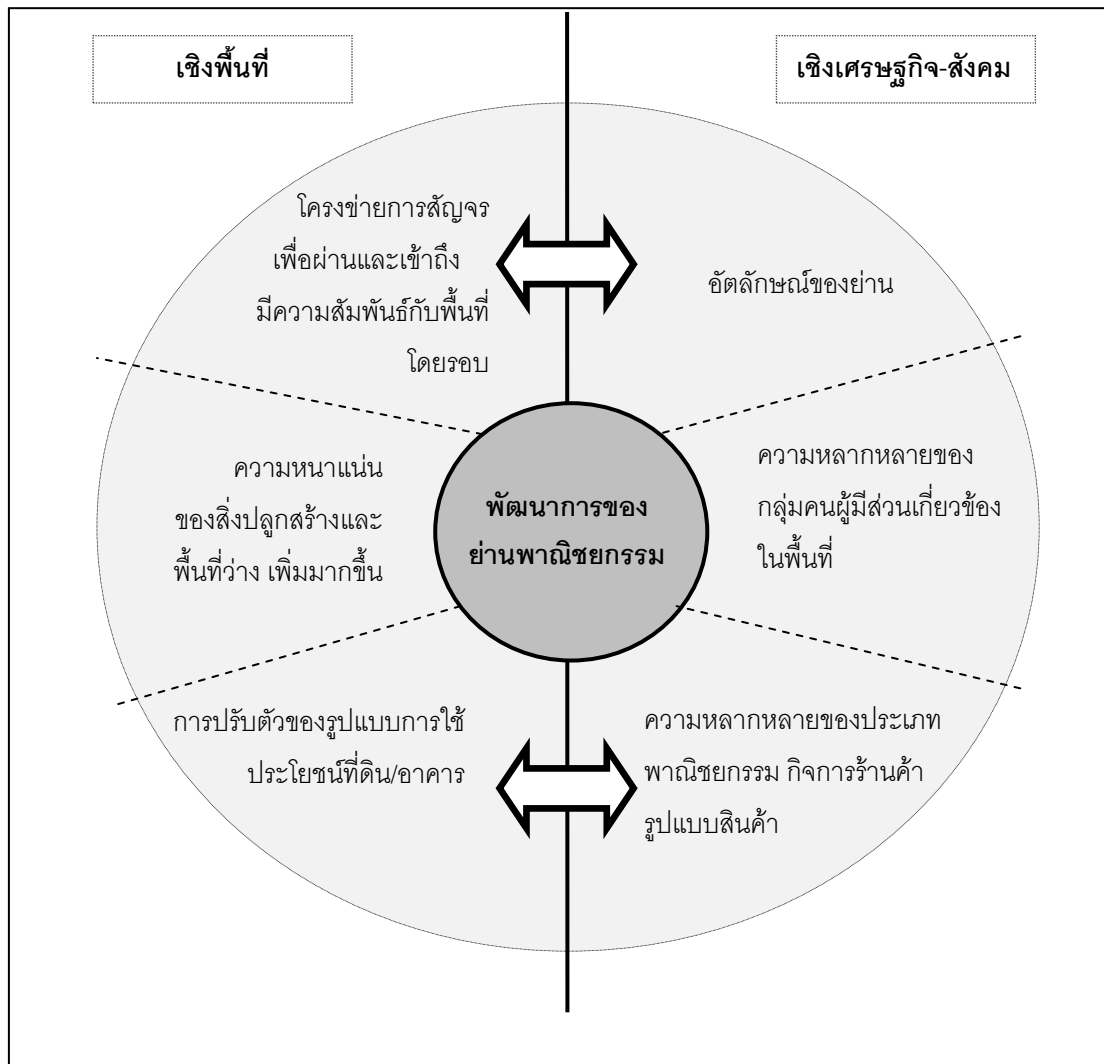 เชิงพื้นที่
เชิงเศรษฐกิจ-สังคม
โครงข่ายการสัญจร
เพื่อผ่านและเข้าถึง
มีความสัมพันธ์กับพื้นที่
โดยรอบ
อัตลักษณ์ของย่าน
ความหนาแน่น
ของสิ่งปลูกสร้างและ
พื้นที่ว่าง เพิ่มมากขึ้น
พัฒนาการของ
ย่านพาณิชยกรรม
ความหลากหลายของ
กลุ่มคนผู้มีส่วนเกี่ยวข้อง
ในพื้นที่
การปรับตัวของรูปแบบการใช้
ประโยชน์ที่ดิน/อาคาร
ความหลากหลายของประเภท
พาณิชยกรรม กิจการร้านค้า
รูปแบบสินค้า